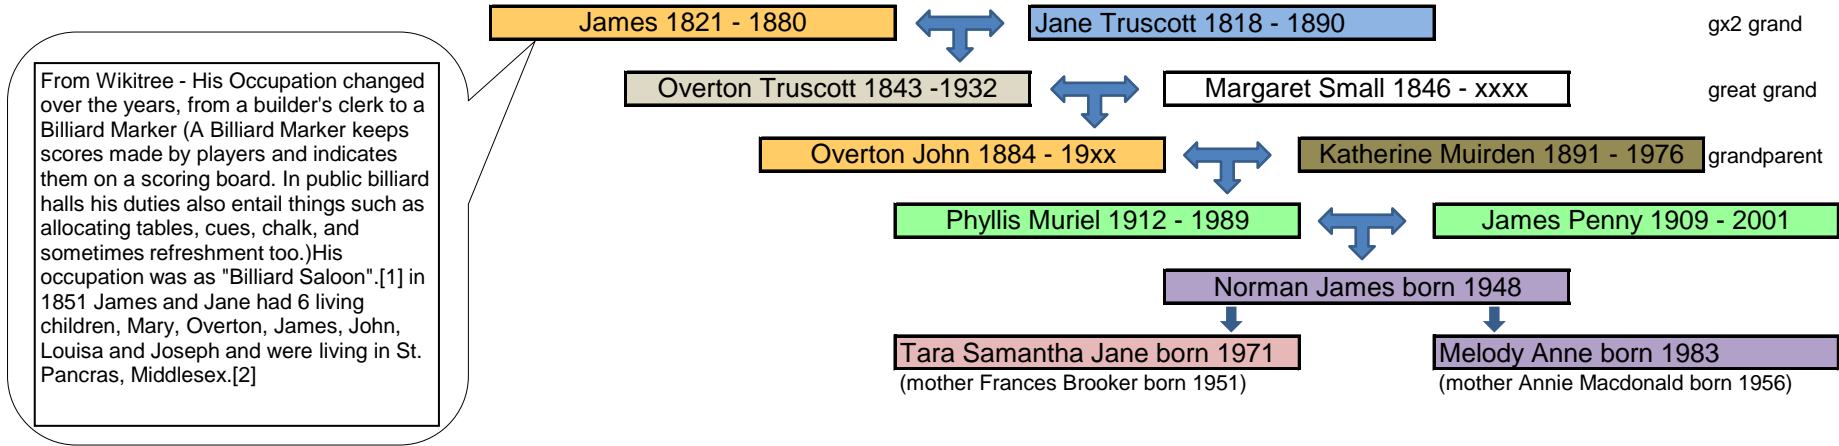 James 1821 - 1880
Jane Truscott 1818 - 1890
gx2 grand
From Wikitree - His Occupation changed
over the years, from a builder's clerk to a
Billiard Marker (A Billiard Marker keeps
scores made by players and indicates
them on a scoring board. In public billiard
halls his duties also entail things such as
allocating tables, cues, chalk, and
sometimes refreshment too.)His
occupation was as "Billiard Saloon".[1] in
1851 James and Jane had 6 living
children, Mary, Overton, James, John,
Louisa and Joseph and were living in St.
Pancras, Middlesex.[2]
Overton Truscott 1843 -1932
Margaret Small 1846 - xxxx
great grand
Overton John 1884 - 19xx
Katherine Muirden 1891 - 1976
grandparent
Phyllis Muriel 1912 - 1989
James Penny 1909 - 2001
Norman James born 1948
Tara Samantha Jane born 1971
(mother Frances Brooker born 1951)
Melody Anne born 1983
(mother Annie Macdonald born 1956)